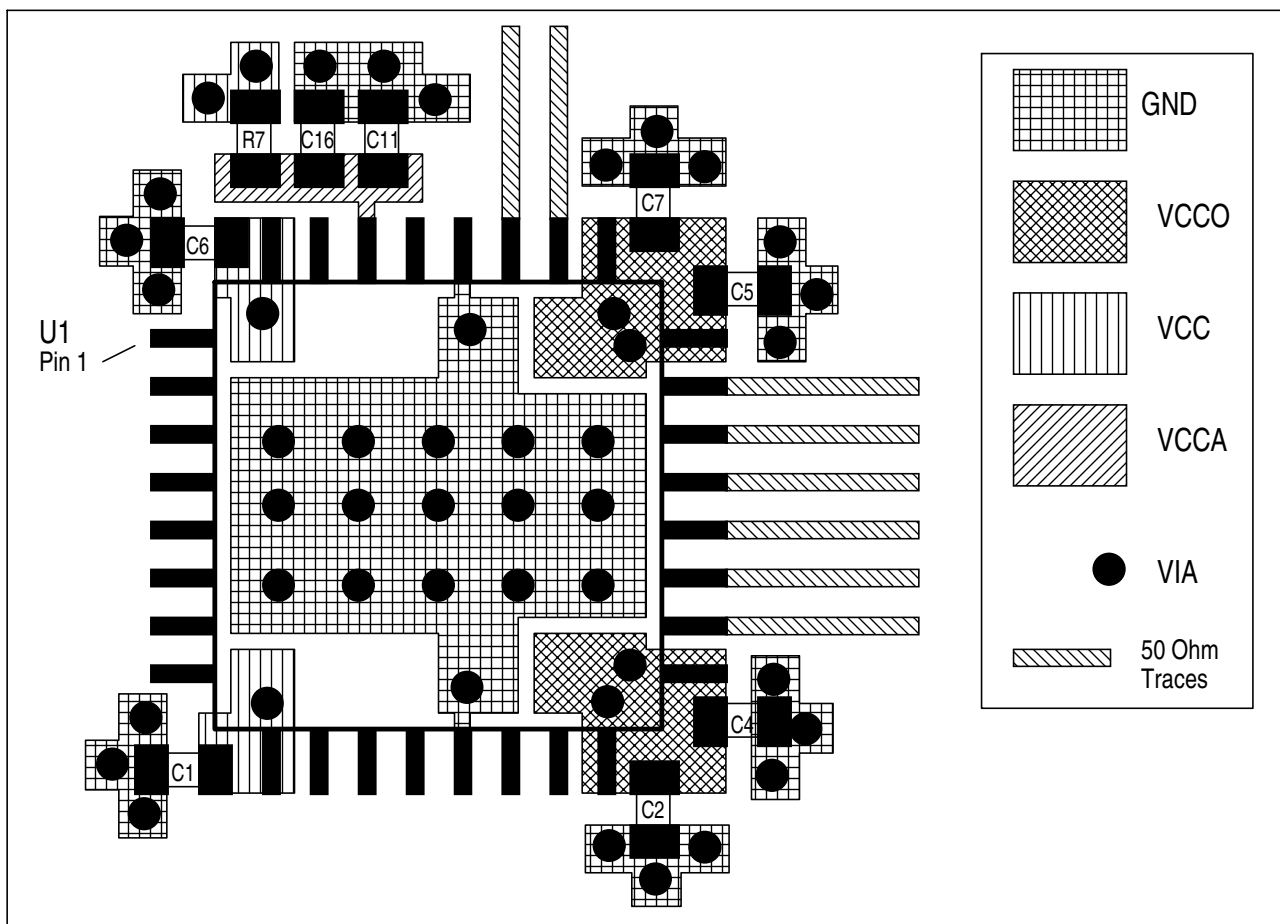 R7
C16
C11
C7
C6
C5
U1
Pin 1
C4
C1
C2
GND
VCCO
VCC
VCCA
VIA
50 Ohm
Traces